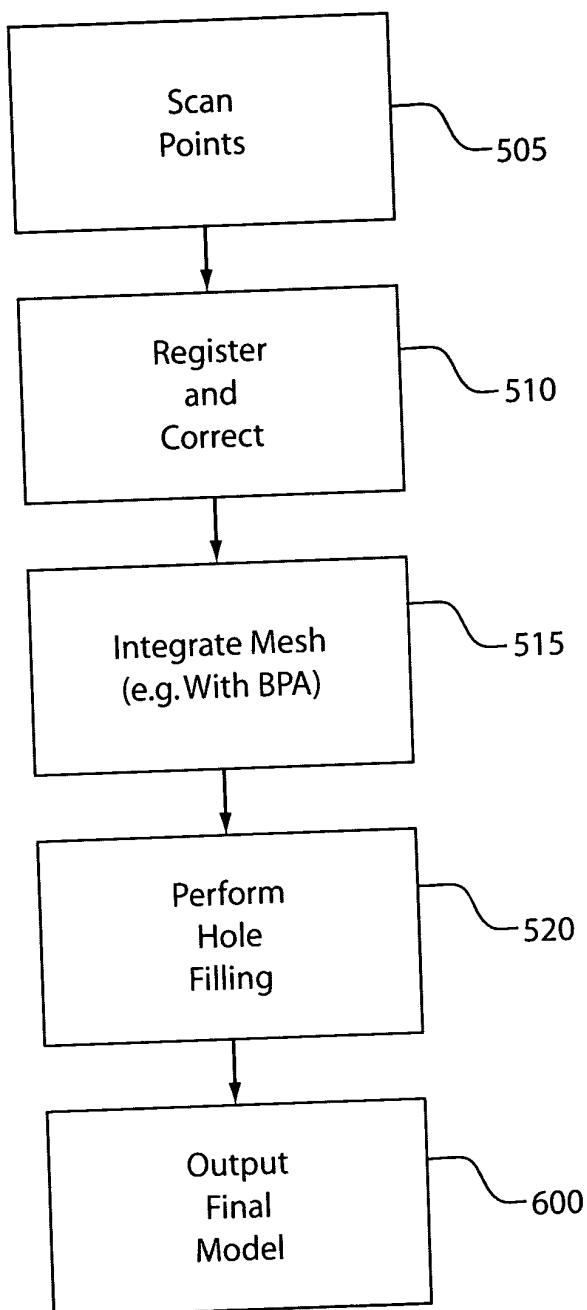 Scan
Points
505
Register
and
Correct
510
Integrate Mesh
(e.g. With BPA)
515
Perform
Hole
Filling
520
Output
Final
Model
600